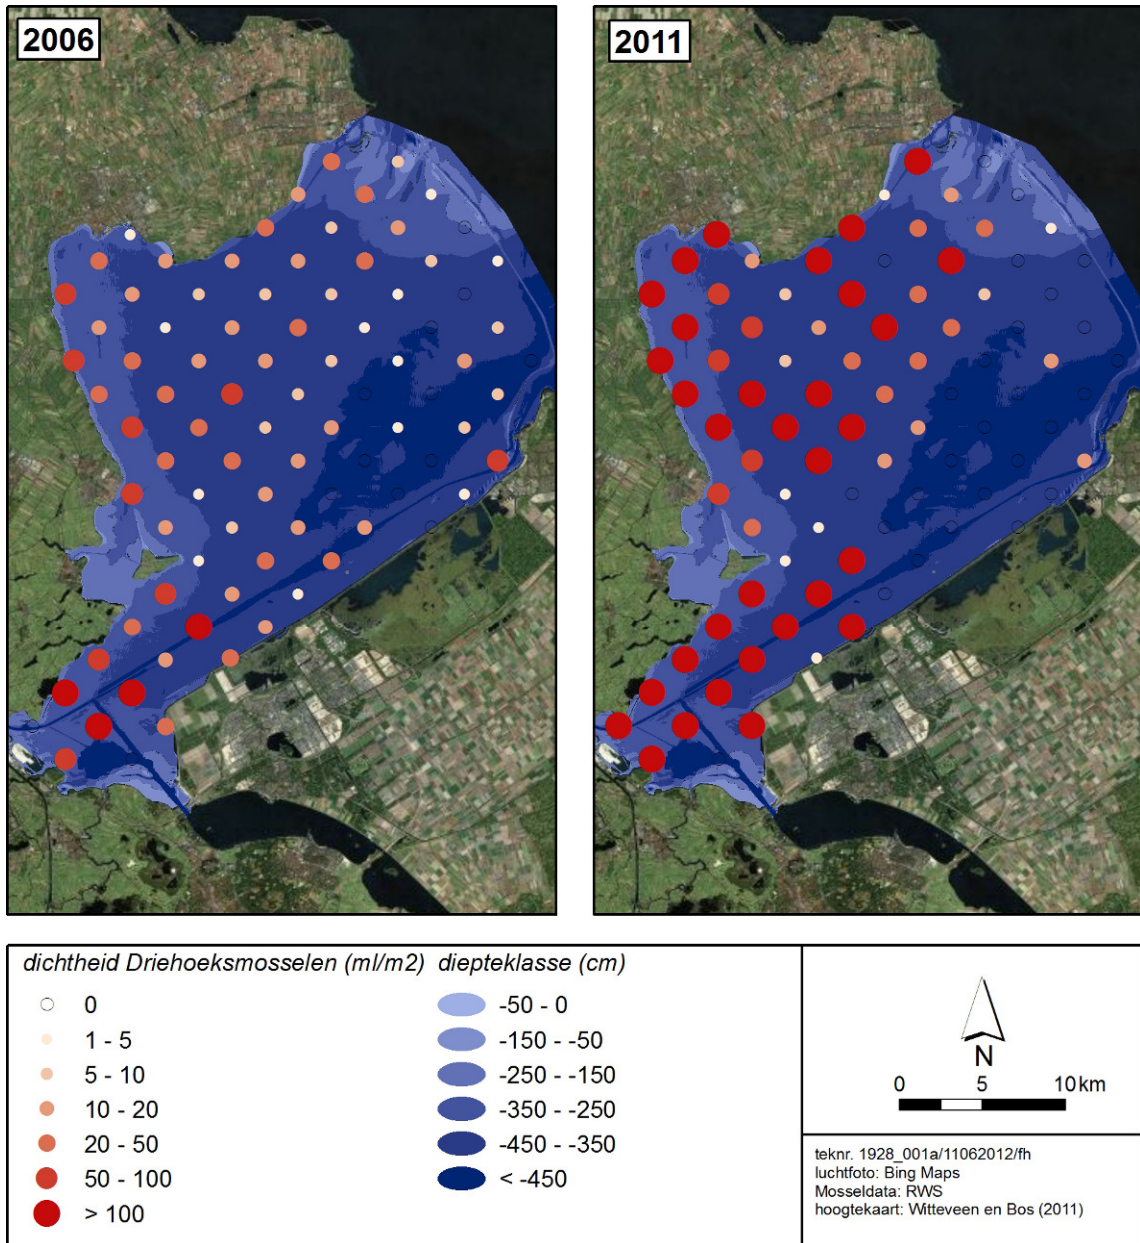 2006
2011
dichtheid Driehoeksmosselen (ml/m2)
0
1 - 5
5 - 10
10 - 20
20 - 50
50 - 100
> 100
diepteklasse (cm)
-50 - 0
-150 - -50
-250 - -150
-350 - -250
-450 - -350
< -450
N
0 5 10 km
teknr. 1928_001a/11062012/fh
luchtfoto: Bing Maps
Mosseldata: RWS
hoogtekaart: Witteveen en Bos (2011)